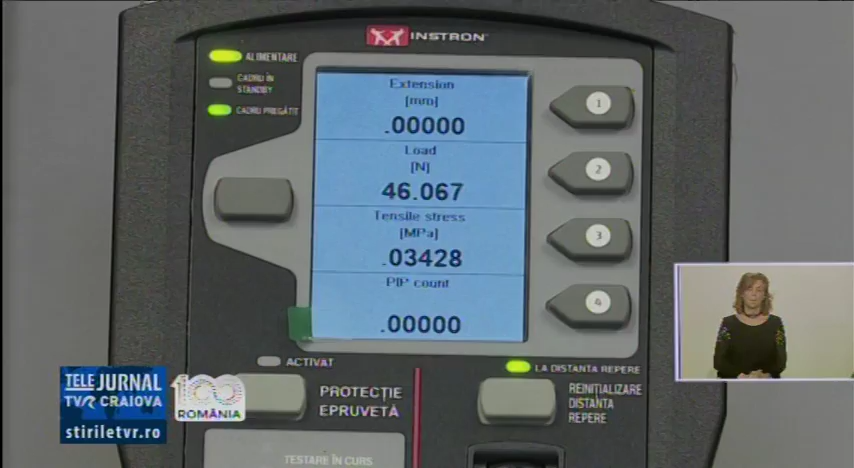 INSTRON
ALIMENTARE
CADRU ÎN
STANDBY
CADRU PREGĂTIT
Extension
[mm]
.00000
Load
[N]
46.067
Tensile stress
[MPa]
.03428
PIP count
.00000
1
2
3
4
ACTIVAT
PROTECȚIE
EPRUVETĂ
LA DISTANTA REPERE
REINIȚIALIZARE
DISTANTA
REPERE
TESTARE ÎN CURS
TELE JURNAL
TVR CRAIOVA
stiriletvr.ro
100
ROMÂNIA